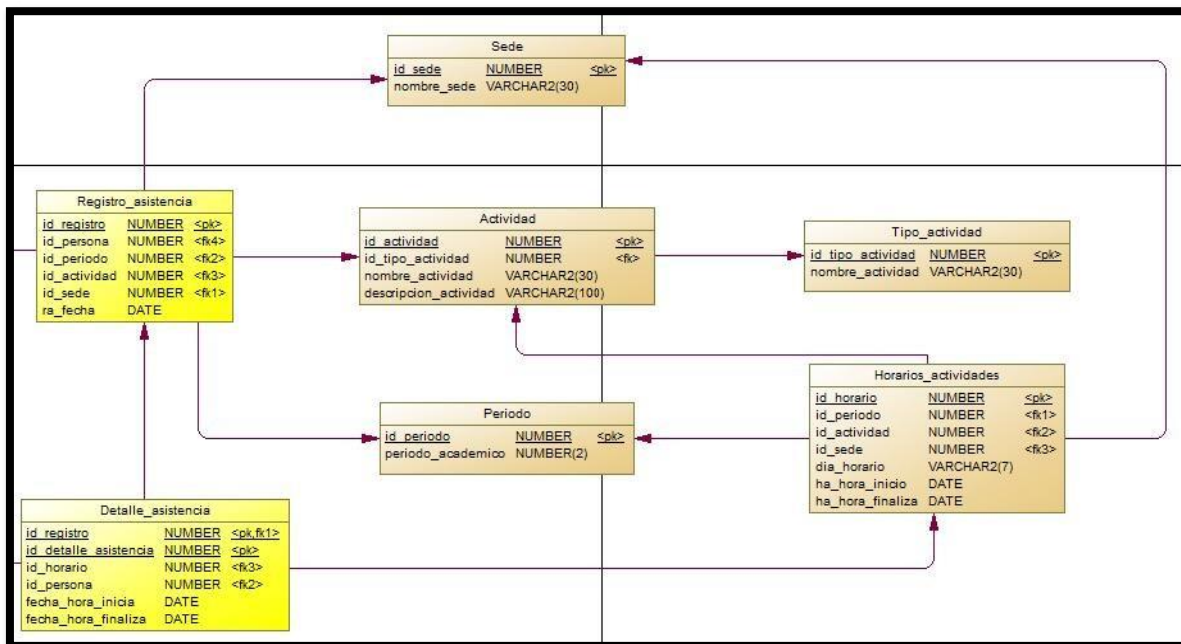 Sede
id_sede NUMBER <pk>
nombre_sede VARCHAR2(30)
Registro_asistencia
id_registro NUMBER <pk>
id_persona NUMBER <fk4>
id_periodo NUMBER <fk2>
id_actividad NUMBER <fk3>
id_sede NUMBER <fk1>
ra_fecha DATE
Actividad
id_actividad NUMBER <pk>
id_tipo_actividad NUMBER <fk>
nombre_actividad VARCHAR2(30)
descripcion_actividad VARCHAR2(100)
Tipo_actividad
id_tipo_actividad NUMBER <pk>
nombre_actividad VARCHAR2(30)
Horarios_actividades
id_horario NUMBER <pk>
id_periodo NUMBER <fk1>
id_actividad NUMBER <fk2>
id_sede NUMBER <fk3>
dia_horario VARCHAR2(7)
ha_hora_inicio DATE
ha_hora_finaliza DATE
Periodo
id_periodo NUMBER <pk>
periodo_academico NUMBER(2)
Detalle_asistencia
id_registro NUMBER <pk,fk1>
id_detalle_asistencia NUMBER <pk>
id_horario NUMBER <fk3>
id_persona NUMBER <fk2>
fecha_hora_inicia DATE
fecha_hora_finaliza DATE